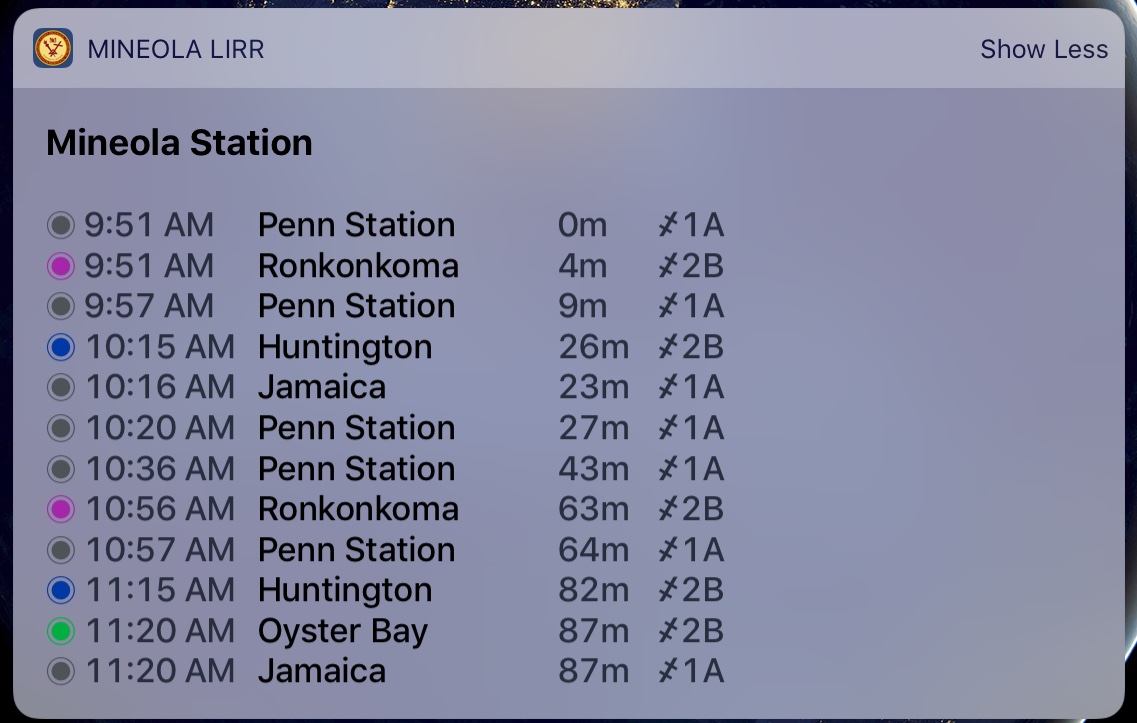 MINEOLA LIRR Show Less
Mineola Station
9:51 AM Penn Station 0m 1A
9:51 AM Ronkonkoma 4m 2B
9:57 AM Penn Station 9m 1A
10:15 AM Huntington 26m 2B
10:16 AM Jamaica 23m 1A
10:20 AM Penn Station 27m 1A
10:36 AM Penn Station 43m 1A
10:56 AM Ronkonkoma 63m 2B
10:57 AM Penn Station 64m 1A
11:15 AM Huntington 82m 2B
11:20 AM Oyster Bay 87m 2B
11:20 AM Jamaica 87m 1A